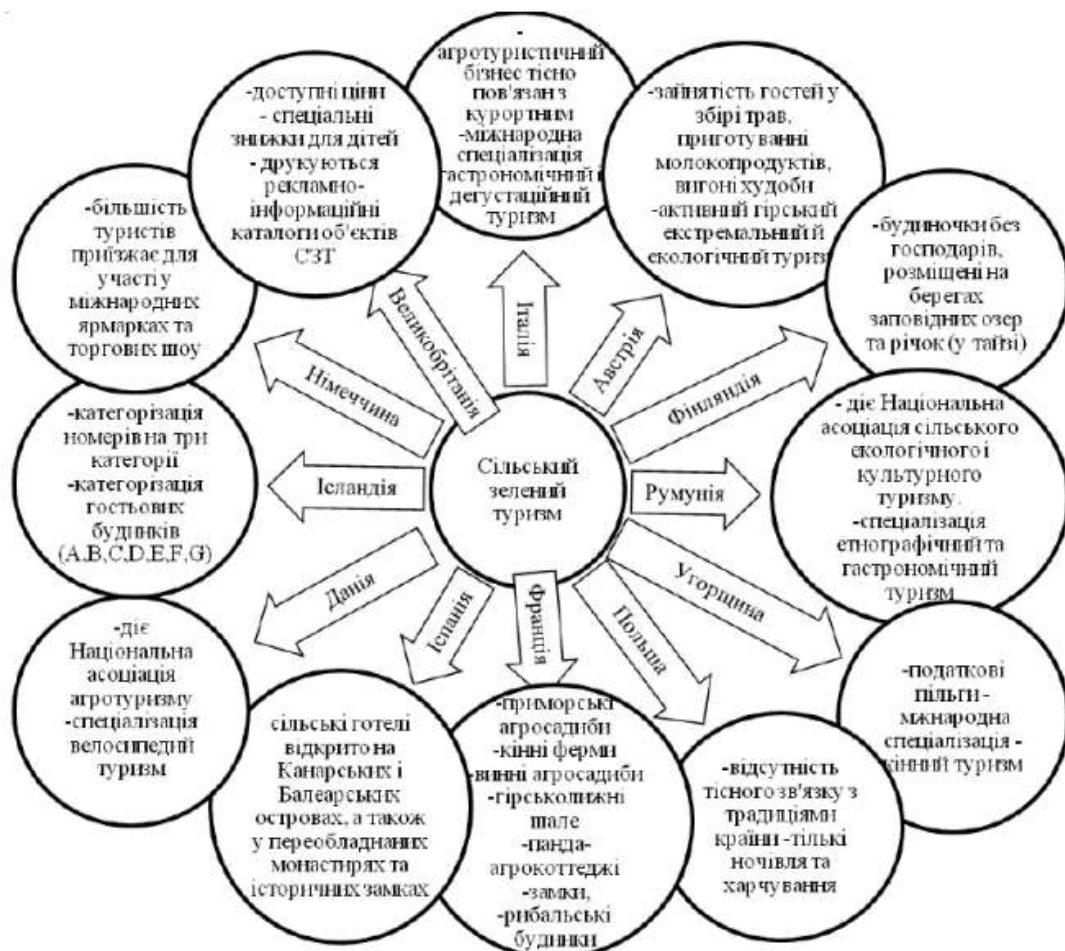 -
агротуристичний
бізнес тісно
пов'язан з
курортним
-міжнародна
спеціалізація
гастрономічний і
дегустаційний
туризм
-доступні ціни
- спеціальні
знижки для дітей
- друкуються
рекламно-
інформаційні
каталоги об'єктів
СЗТ
-зайнятість гостей у
збірі трав,
приготуванні
молокопродуктів,
вигоні худоби
-активний гірський
екстремальний й
екологічний туризм
-більшість
туристів
приїзжає для
участі у
міжнародних
ярмарках та
торгових шоу
-будиночки без
господарів,
розміщені на
берегах
заповідних озер
та річок (у тайзі)
Великобрітанія
Італія
Австрія
Німеччина
Фінляндія
-категорізація
номерів на три
категорії
-категорізація
гостьових
будинків
(A,B,C,D,E,F,G)
Ісландія
Сільський
зелений
туризм
Румунія
- діє Національна
асоціація сільського
екологічного і
культурного
туризму.
-спеціалізація
етнографічний та
гастрономічний
туризм
Данія
Іспанія
Франція
Польша
Угорщина
-діє
Національна
асоціація
агротуризму
-спеціалізація
велосипедий
туризм
сільські готелі
відкрито на
Канарських і
Балеарських
островах, а також
у переобладнаних
монастирях та
історичних замках
-приморські
агросадиби
-кінні ферми
-винні агросадиби
-гірськолижні
шале
-панда-
агрокоттеджі
-замки,
-рибальські
будинки
-відсутність
тісного зв'язку з
традиціями
країни -тількі
ночівля та
харчування
-податкові
пільги -
мжнародна
спеціалізація -
кінний туризм